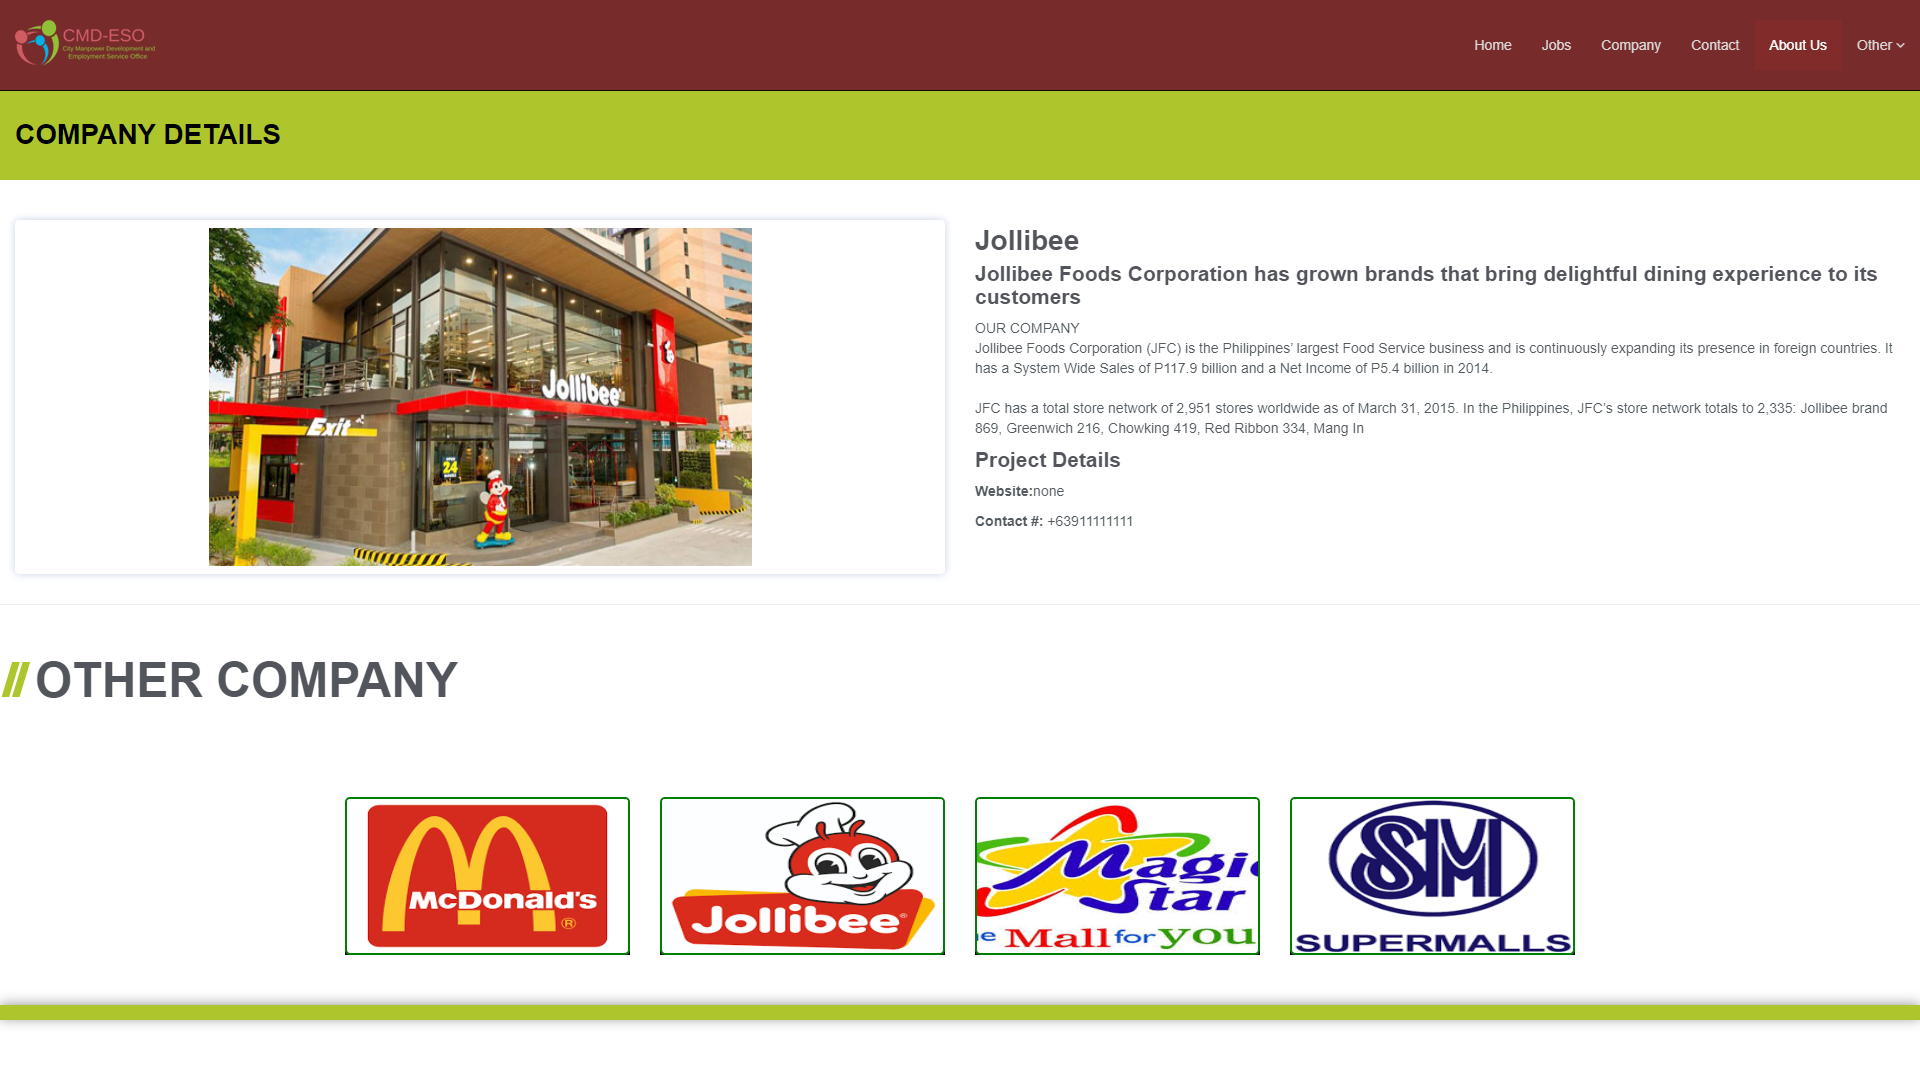 CMD-ESO
City Manpower Development and
Employment Service Office
Home
Jobs
Company
Contact
About Us
Other
COMPANY DETAILS
Jollibee
Exit
OPEN
24
Jollibee
Jollibee Foods Corporation has grown brands that bring delightful dining experience to its
customers
OUR COMPANY
Jollibee Foods Corporation (JFC) is the Philippines’ largest Food Service business and is continuously expanding its presence in foreign countries. It
has a System Wide Sales of P117.9 billion and a Net Income of P5.4 billion in 2014.
JFC has a total store network of 2,951 stores worldwide as of March 31, 2015. In the Philippines, JFC’s store network totals to 2,335: Jollibee brand
869, Greenwich 216, Chowking 419, Red Ribbon 334, Mang In
Project Details
Website:none
Contact #: +63911111111
//OTHER COMPANY
McDonald's
®
Jollibee®
Magic
Star
e Mall for you
SM
SUPERMALLS